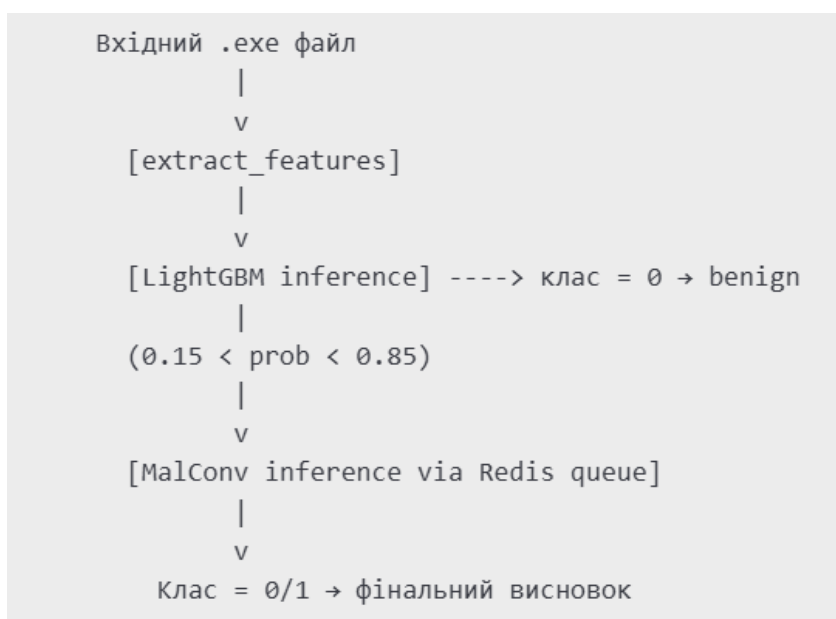 Вхідний .exe файл
|
v
[extract_features]
|
v
[LightGBM inference] ----> клас = 0 → benign
|
(0.15 < prob < 0.85)
|
v
[MalConv inference via Redis queue]
|
v
Клас = 0/1 → фінальний висновок